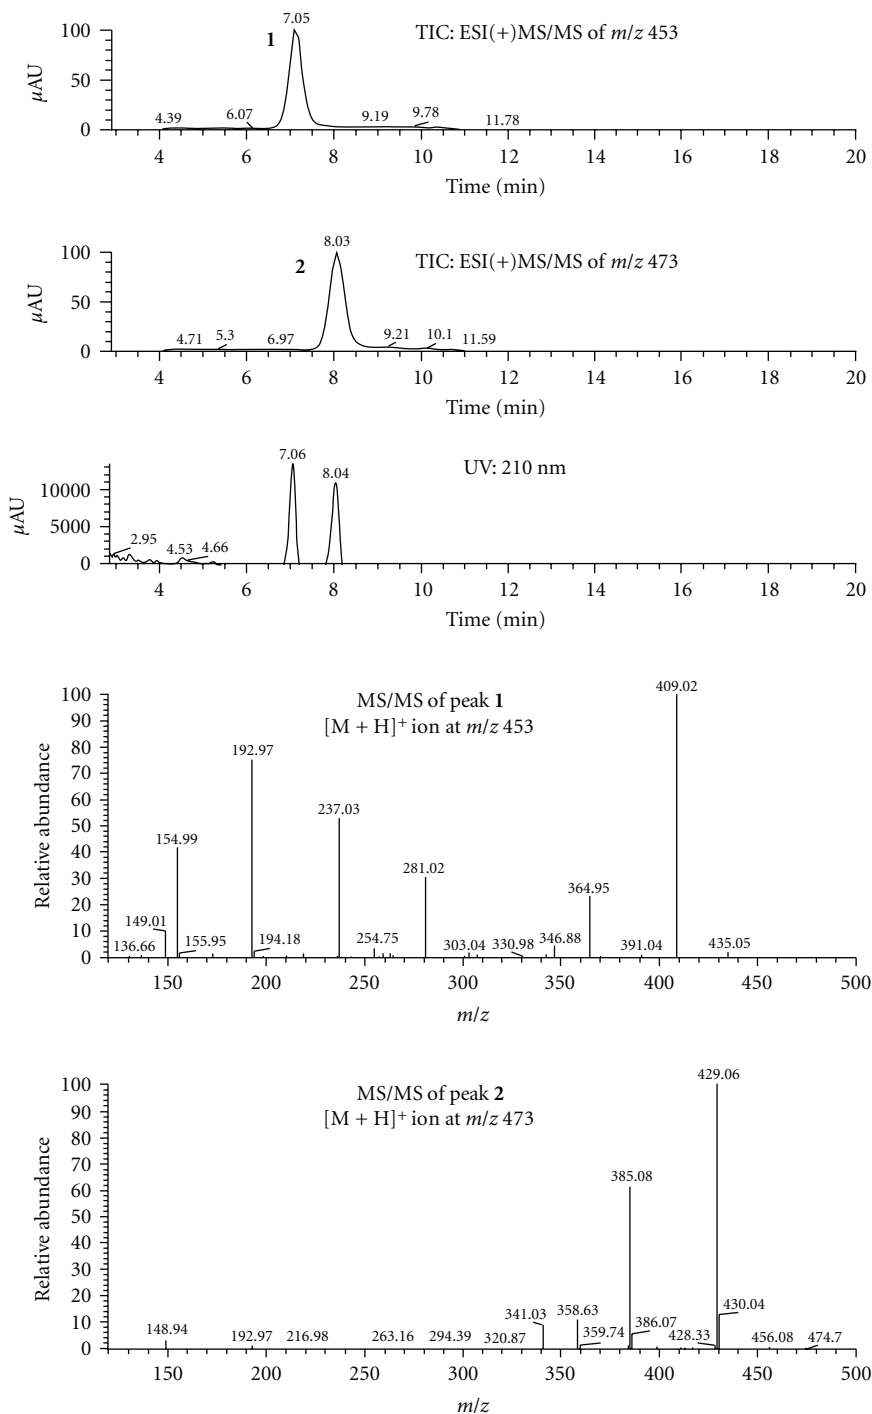 7.05
1
TIC: ESI(+)MS/MS of m/z 453
100
50
0
μAU
4.39 6.07 9.19 9.78 11.78
4 6 8 10 12 14 16 18 20
Time (min)
8.03
2
TIC: ESI(+)MS/MS of m/z 473
100
50
0
μAU
4.71 5.3 6.97 9.21 10.1 11.59
4 6 8 10 12 14 16 18 20
Time (min)
7.06
8.04
UV: 210 nm
10000
5000
0
μAU
2.95 4.53 4.66
4 6 8 10 12 14 16 18 20
Time (min)
MS/MS of peak 1
[M + H]+ ion at m/z 453
Relative abundance
100
90
80
70
60
50
40
30
20
10
0
409.02
192.97
237.03
154.99
281.02
364.95
149.01
136.66 155.95 194.18 254.75 303.04 330.98 346.88 391.04 435.05
150 200 250 300 350 400 450 500
m/z
MS/MS of peak 2
[M + H]+ ion at m/z 473
Relative abundance
100
90
80
70
60
50
40
30
20
10
0
429.06
385.08
341.03 358.63 430.04
148.94 192.97 216.98 263.16 294.39 320.87 359.74 386.07 428.33 456.08 474.7
150 200 250 300 350 400 450 500
m/z